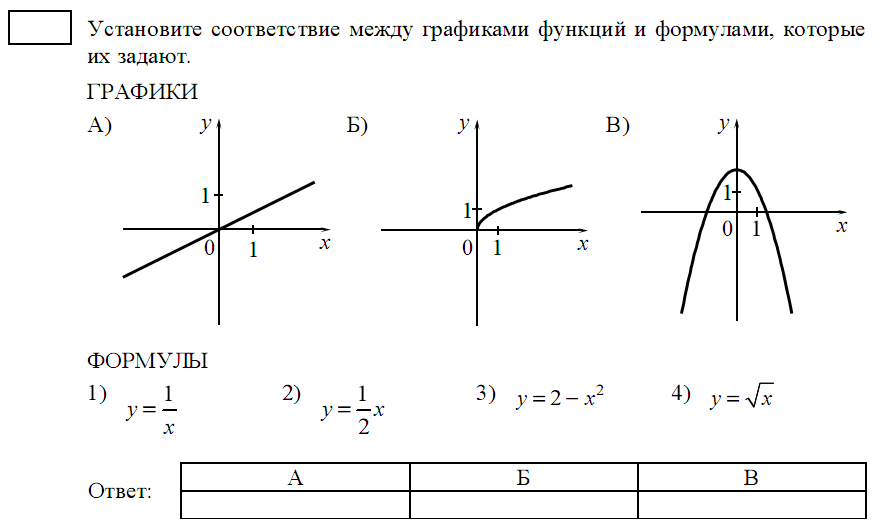 Установите соответствие между графиками функций и формулами, которые
их задают.
ГРАФИКИ
А) Б) В)
y y y
1 1 1
0 1 x 0 1 x 0 1 x
ФОРМУЛЫ
1) y = 1/x 2) y = 1/2 x 3) y = 2 − x² 4) y = √x
Ответ: А Б В